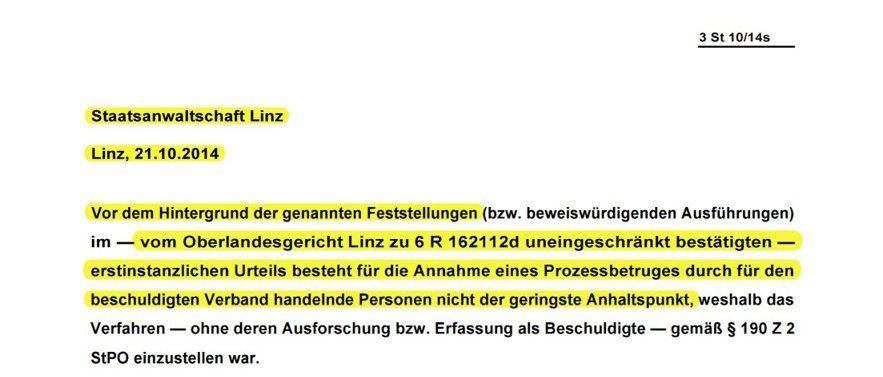 3 St 10/14s
Staatsanwaltschaft Linz
Linz, 21.10.2014
Vor dem Hintergrund der genannten Feststellungen (bzw. beweiswürdigenden Ausführungen)
im — vom Oberlandesgericht Linz zu 6 R 162112d uneingeschränkt bestätigten —
erstinstanzlichen Urteils besteht für die Annahme eines Prozessbetruges durch für den
beschuldigten Verband handelnde Personen nicht der geringste Anhaltspunkt, weshalb das
Verfahren — ohne deren Ausforschung bzw. Erfassung als Beschuldigte — gemäß § 190 Z 2
StPO einzustellen war.